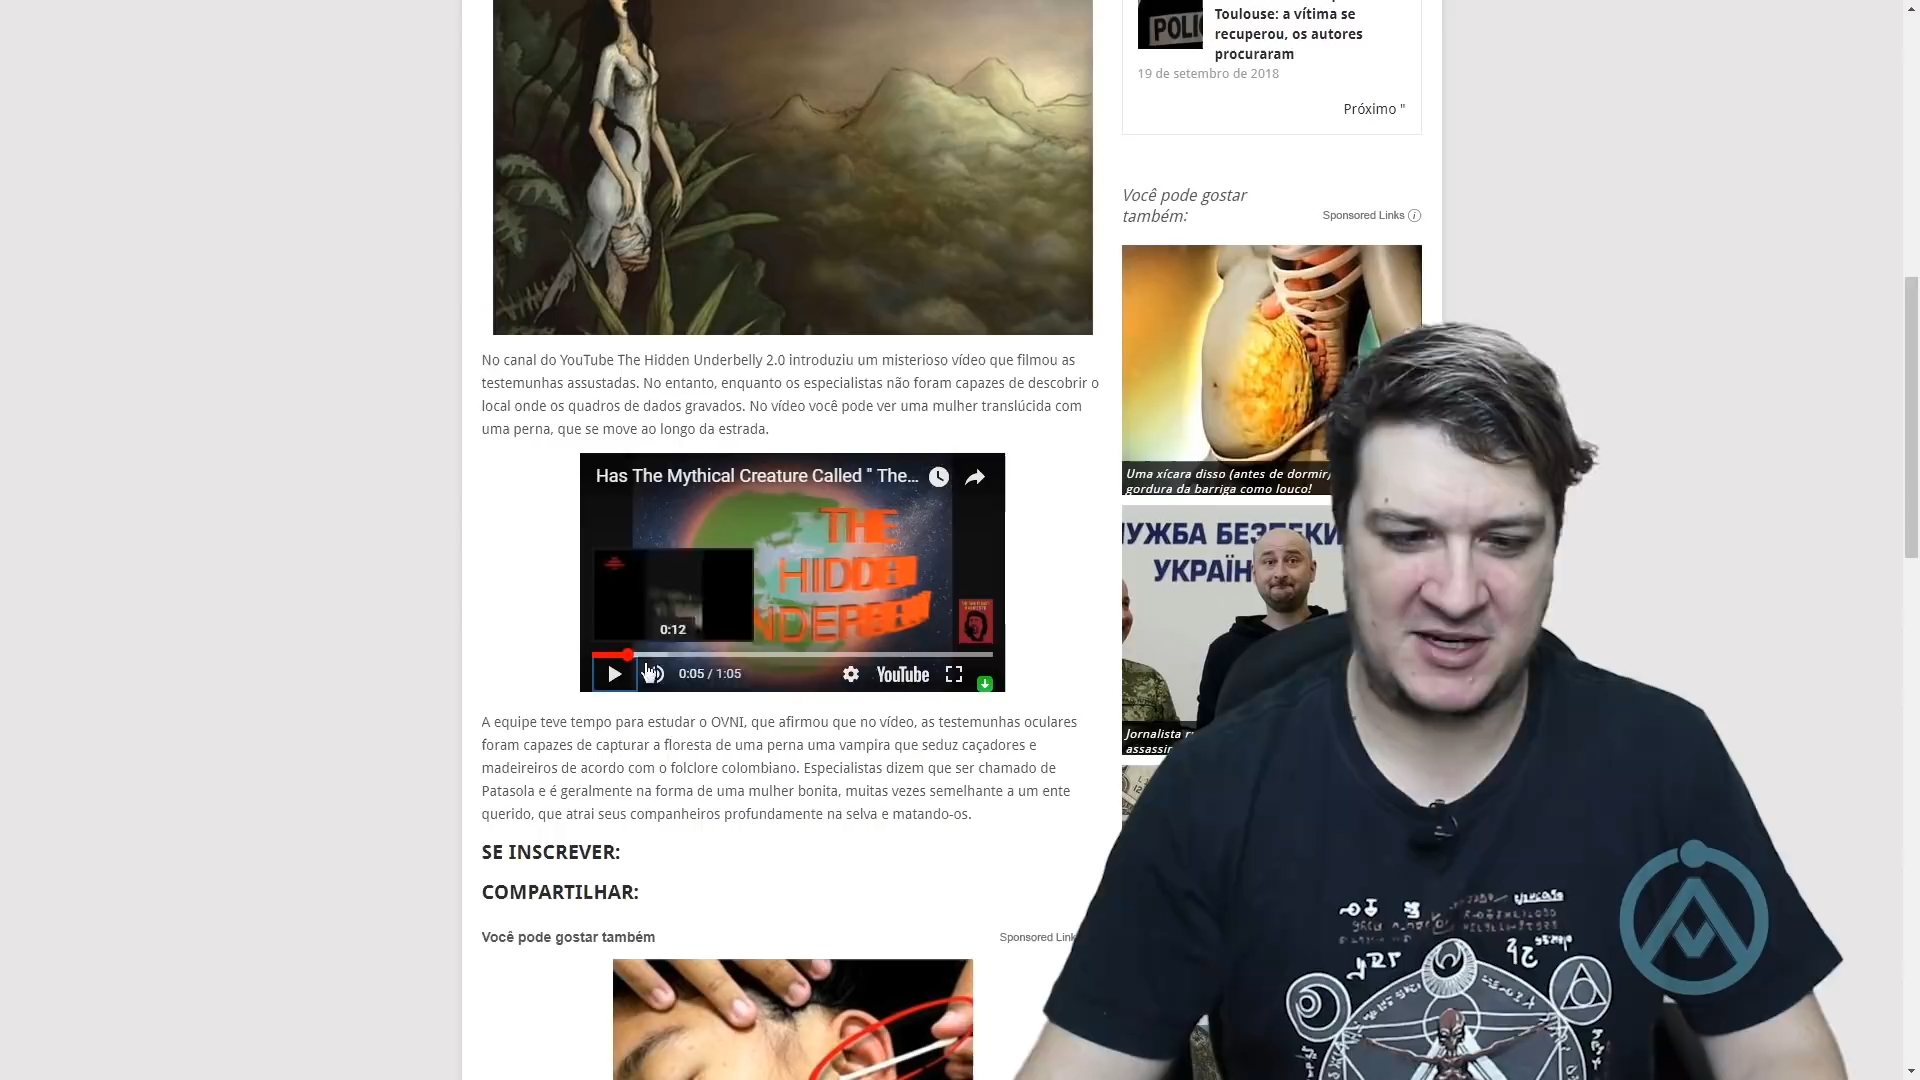 Toulouse: a vítima se
recuperou, os autores
procuraram
19 de setembro de 2018
Próximo "
Você pode gostar
também:
Sponsored Links
Uma xícara disso (antes de dormir)
gordura da barriga como louco!
No canal do YouTube The Hidden Underbelly 2.0 introduziu um misterioso vídeo que filmou as
testemunhas assustadas. No entanto, enquanto os especialistas não foram capazes de descobrir o
local onde os quadros de dados gravados. No vídeo você pode ver uma mulher translúcida com
uma perna, que se move ao longo da estrada.
Has The Mythical Creature Called " The...
THE
0:12
0:05 / 1:05
YouTube
УКРАЇН
Jornalista
A equipe teve tempo para estudar o OVNI, que afirmou que no vídeo, as testemunhas oculares
foram capazes de capturar a floresta de uma perna uma vampira que seduz caçadores e
madeireiros de acordo com o folclore colombiano. Especialistas dizem que ser chamado de
Patasola e é geralmente na forma de uma mulher bonita, muitas vezes semelhante a um ente
querido, que atrai seus companheiros profundamente na selva e matando-os.
SE INSCREVER:
COMPARTILHAR:
Você pode gostar também
Sponsored Link